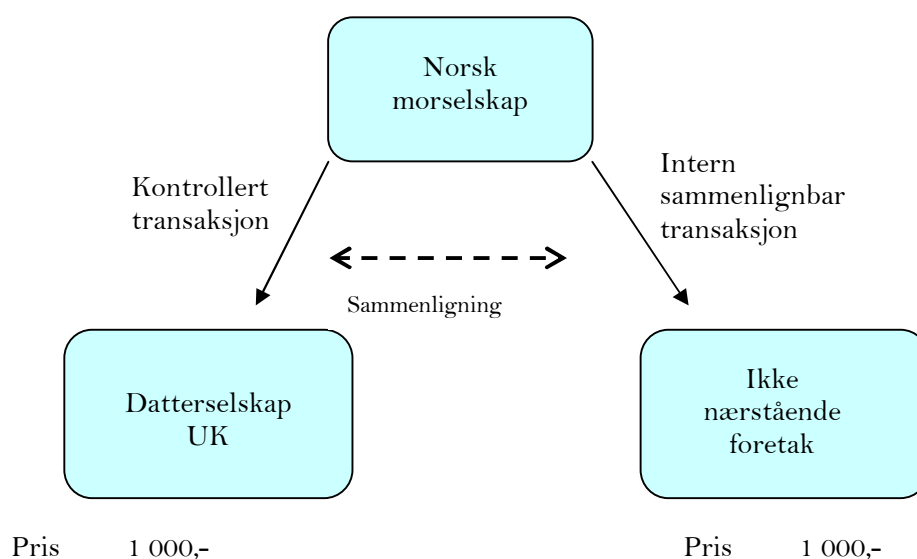 Norsk
morselskap
Kontrollert
transaksjon
Intern
sammenlignbar
transaksjon
Sammenligning
Datterselskap
UK
Ikke
nærstående
foretak
Pris 1 000,-
Pris 1 000,-